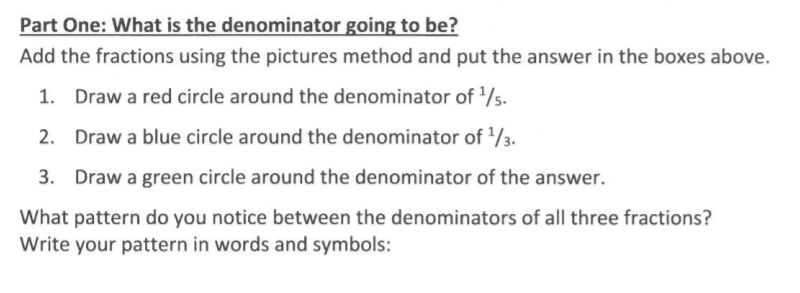 Part One: What is the denominator going to be?
Add the fractions using the pictures method and put the answer in the boxes above.
1. Draw a red circle around the denominator of ¹/₅.
2. Draw a blue circle around the denominator of ¹/₃.
3. Draw a green circle around the denominator of the answer.
What pattern do you notice between the denominators of all three fractions?
Write your pattern in words and symbols: